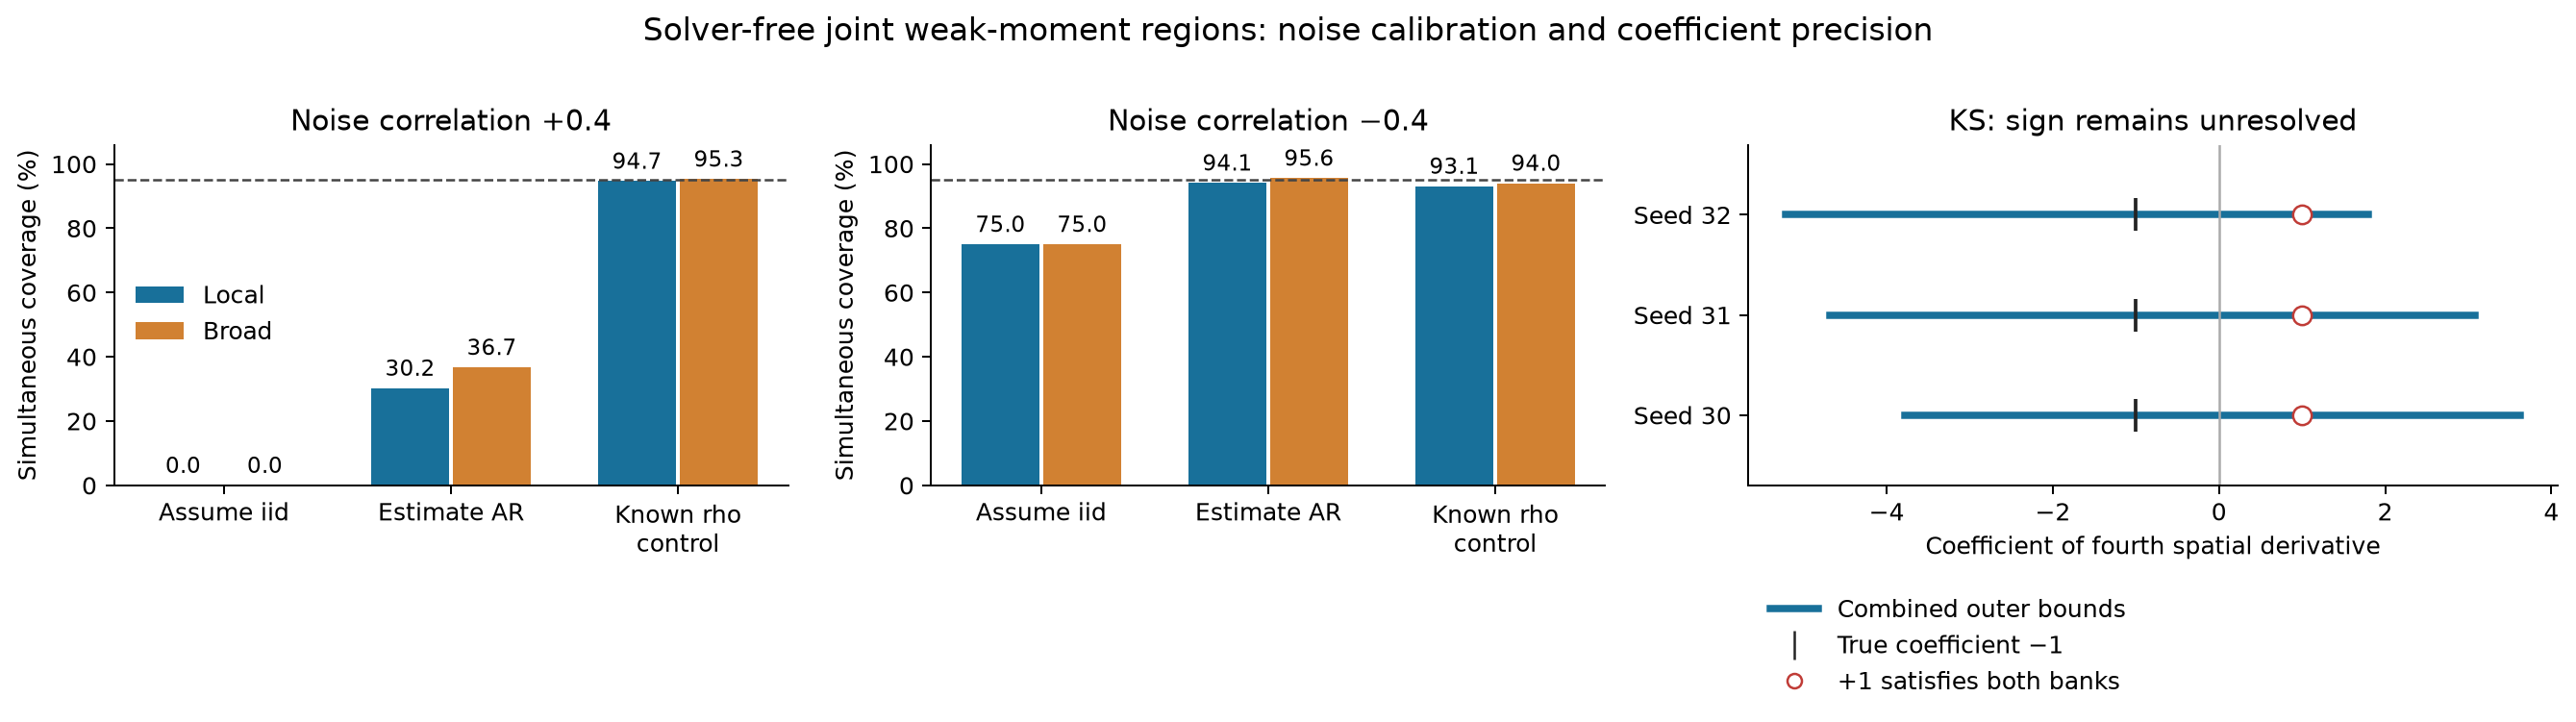 Solver-free joint weak-moment regions: noise calibration and coefficient precision
Noise correlation +0.4
Simultaneous coverage (%)
100
80
60
40
20
0
Local
Broad
0.0 0.0
30.2 36.7
94.7 95.3
Assume iid
Estimate AR
Known rho
control
Noise correlation −0.4
Simultaneous coverage (%)
100
80
60
40
20
0
75.0 75.0
94.1 95.6
93.1 94.0
Assume iid
Estimate AR
Known rho
control
KS: sign remains unresolved
Seed 32
Seed 31
Seed 30
−4 −2 0 2 4
Coefficient of fourth spatial derivative
Combined outer bounds
True coefficient −1
+1 satisfies both banks